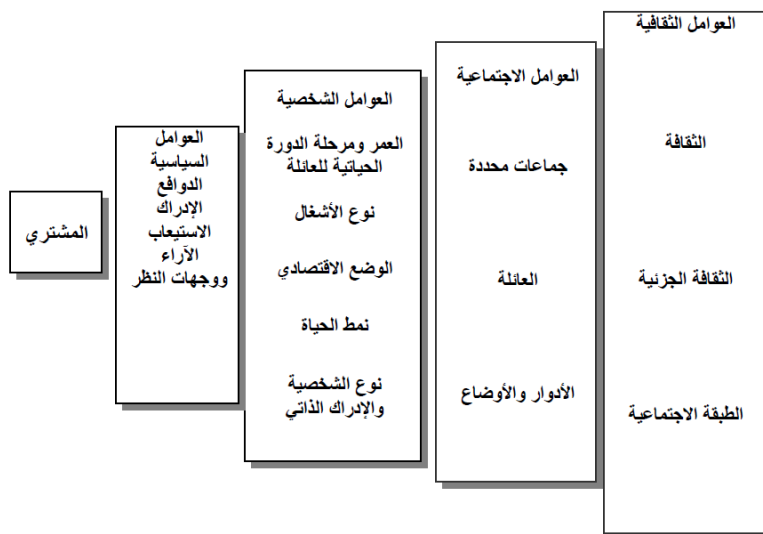 العوامل الثقافية
الثقافة
الثقافة الجزئية
الطبقة الاجتماعية
العوامل الاجتماعية
جماعات محددة
العائلة
الأدوار والأوضاع
العوامل الشخصية
العمر ومرحلة الدورة
الحياتية للعائلة
نوع الأشغال
الوضع الاقتصادي
نمط الحياة
نوع الشخصية
والإدراك الذاتي
العوامل
السياسية
الدوافع
الإدراك
الاستيعاب
الآراء
ووجهات النظر
المشتري